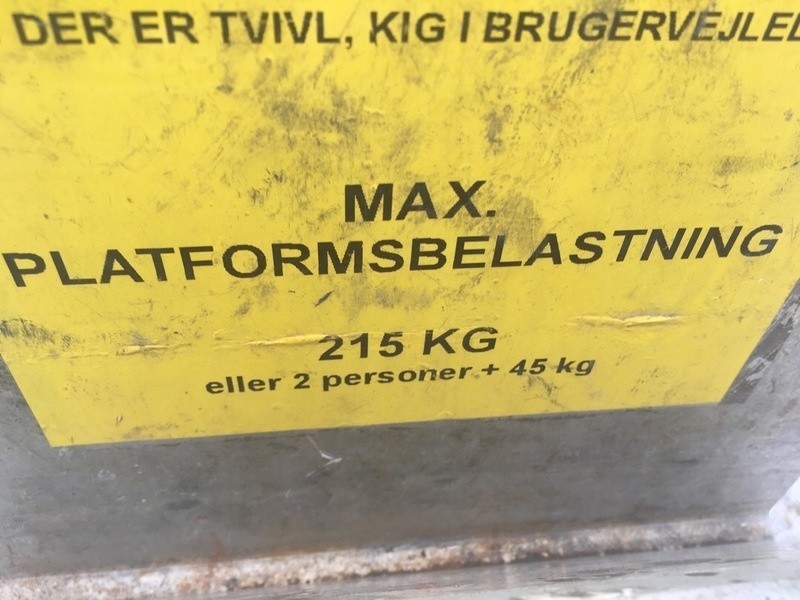 DER ER TVIVL, KIG I BRUGERVEJLED
MAX.
PLATFORMSBELASTNING
215 KG
eller 2 personer + 45 kg